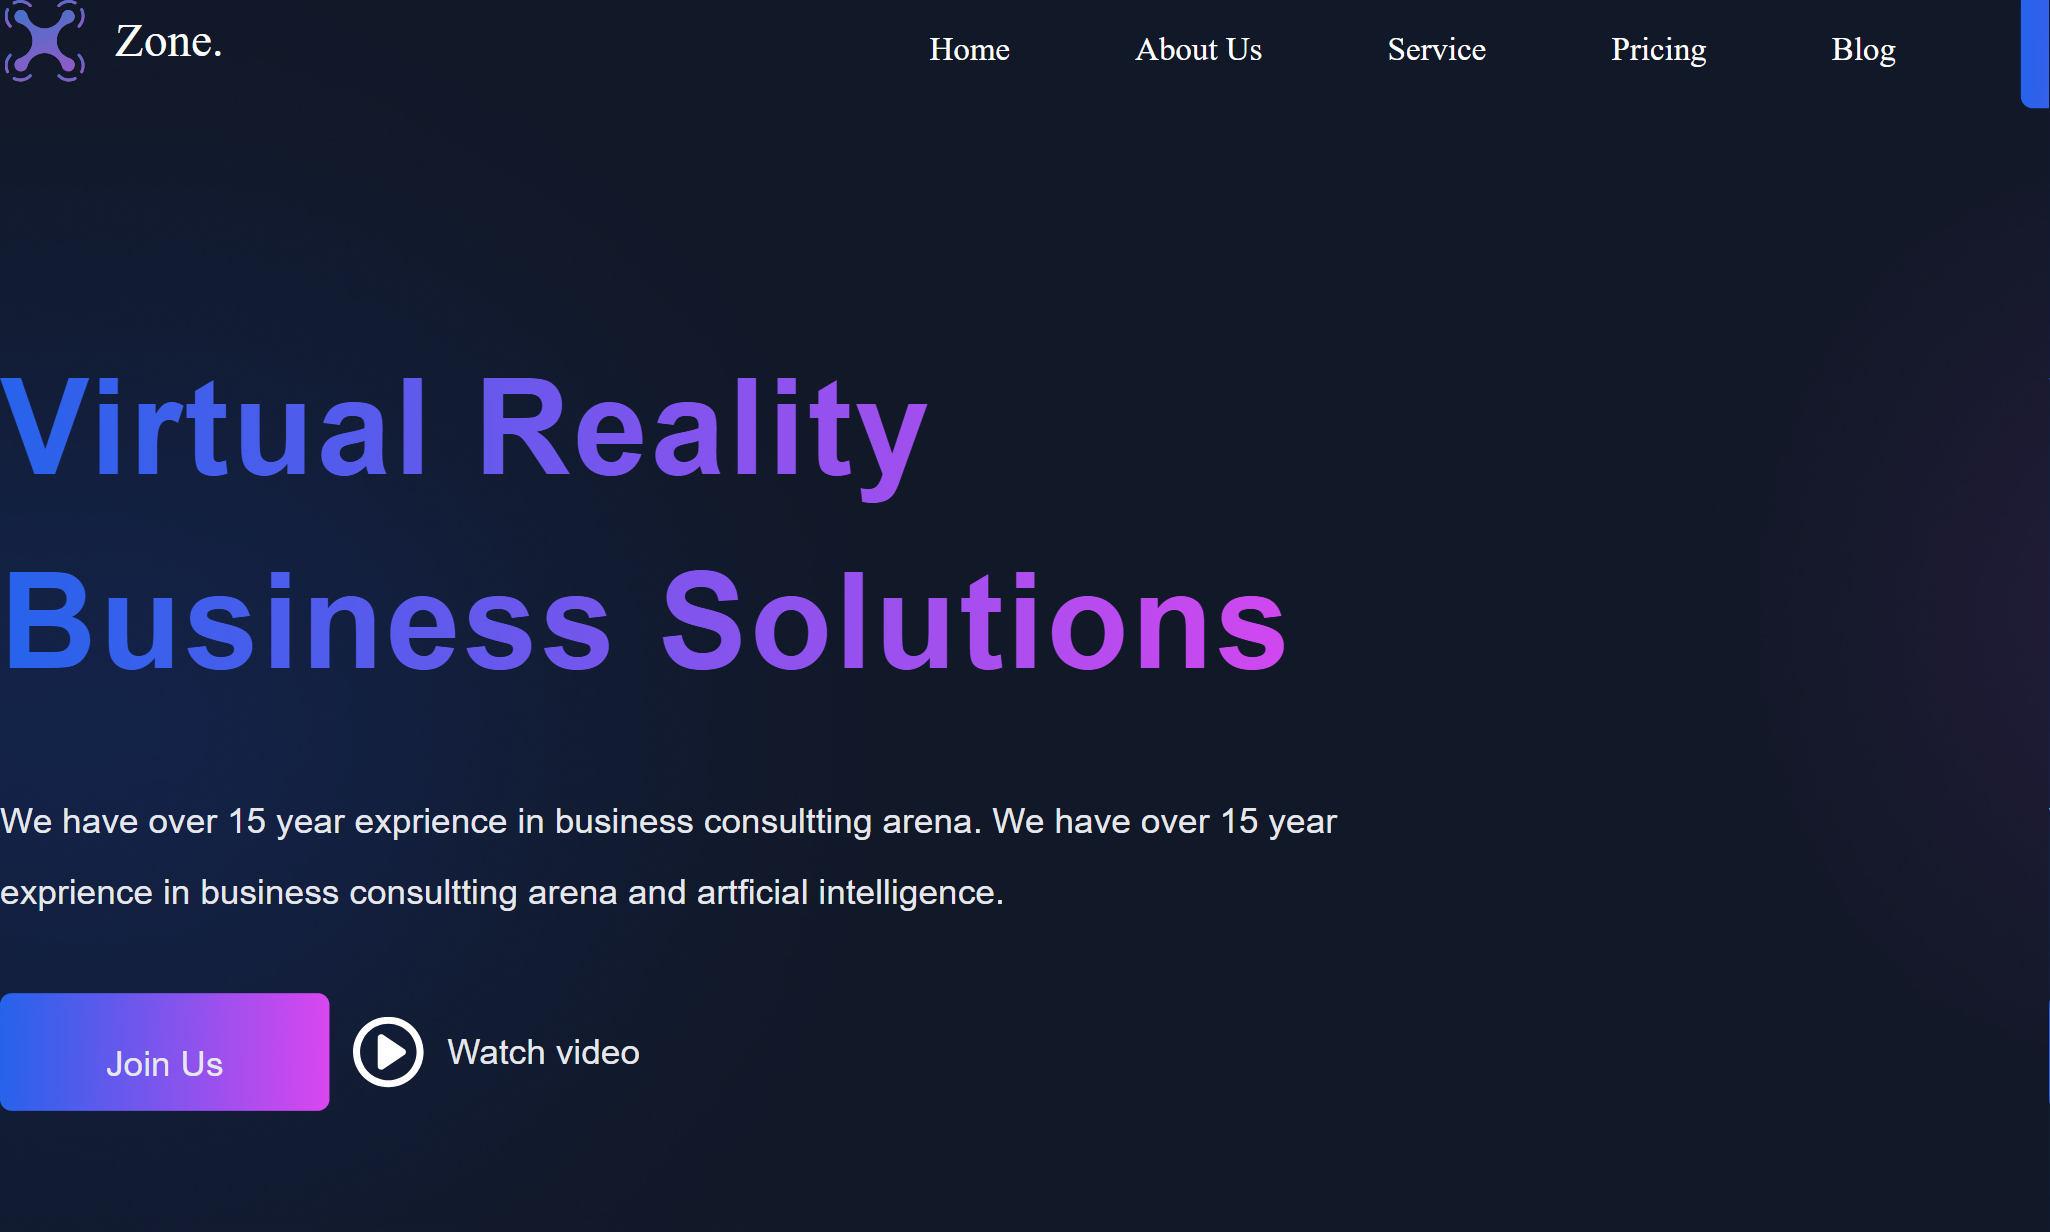 Zone.
Home About Us Service Pricing Blog
Virtual Reality
Business Solutions
We have over 15 year exprience in business consultting arena. We have over 15 year
exprience in business consultting arena and artficial intelligence.
Join Us
Watch video